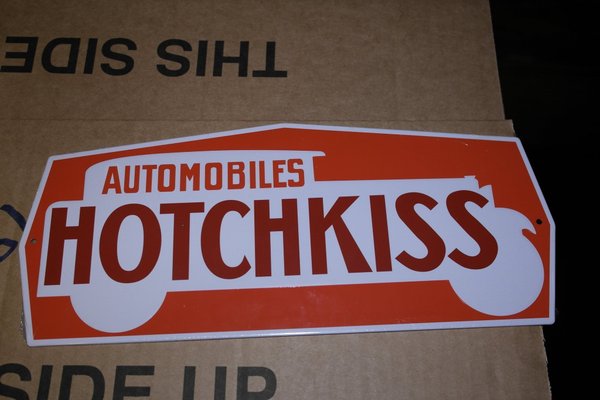 THIS SIDE
AUTOMOBILES
HOTCHKISS
SIDE UP